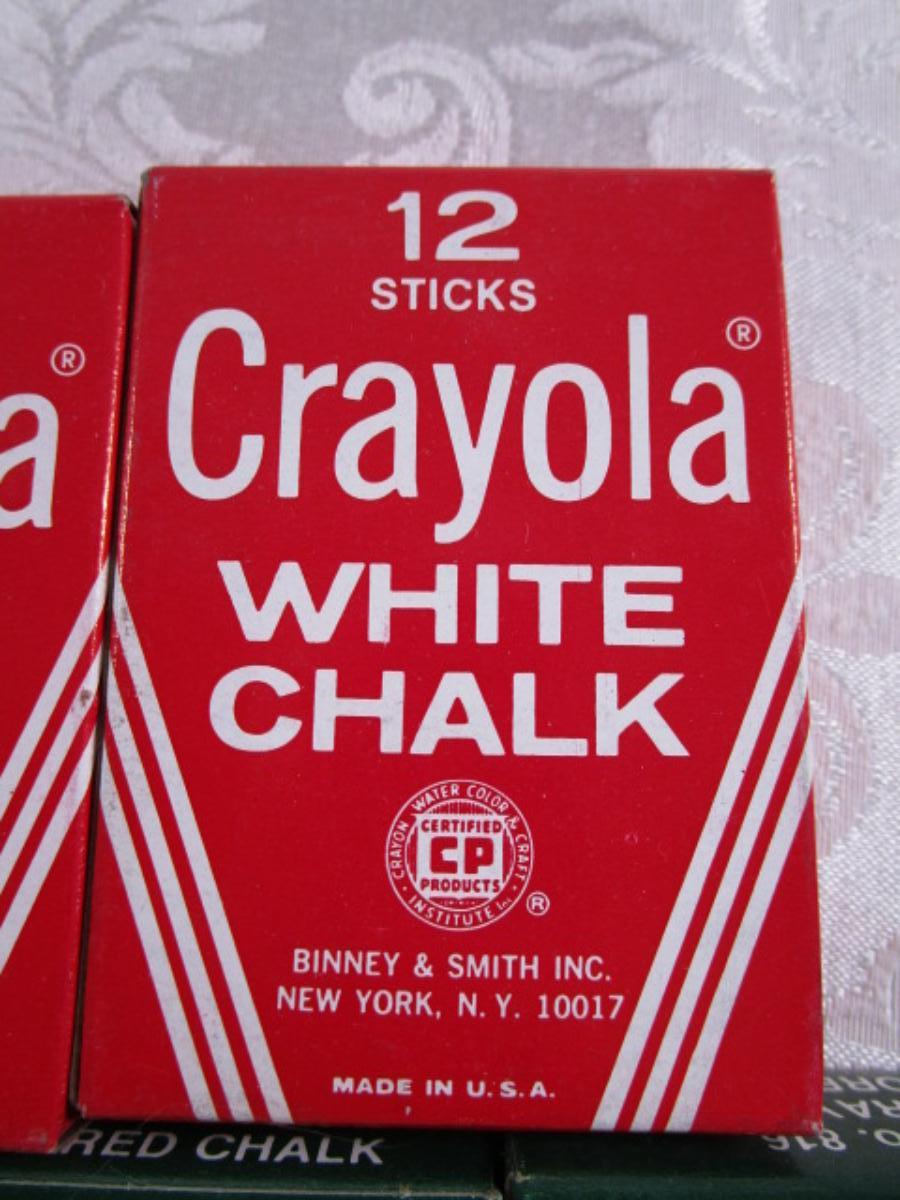 12
STICKS
Crayola®
a®
WHITE
CHALK
CRAYON WATER COLOR & CRAFT INSTITUTE Inc
CERTIFIED
CP
PRODUCTS
®
BINNEY & SMITH INC.
NEW YORK, N.Y. 10017
MADE IN U.S.A.
RED CHALK
O. 816